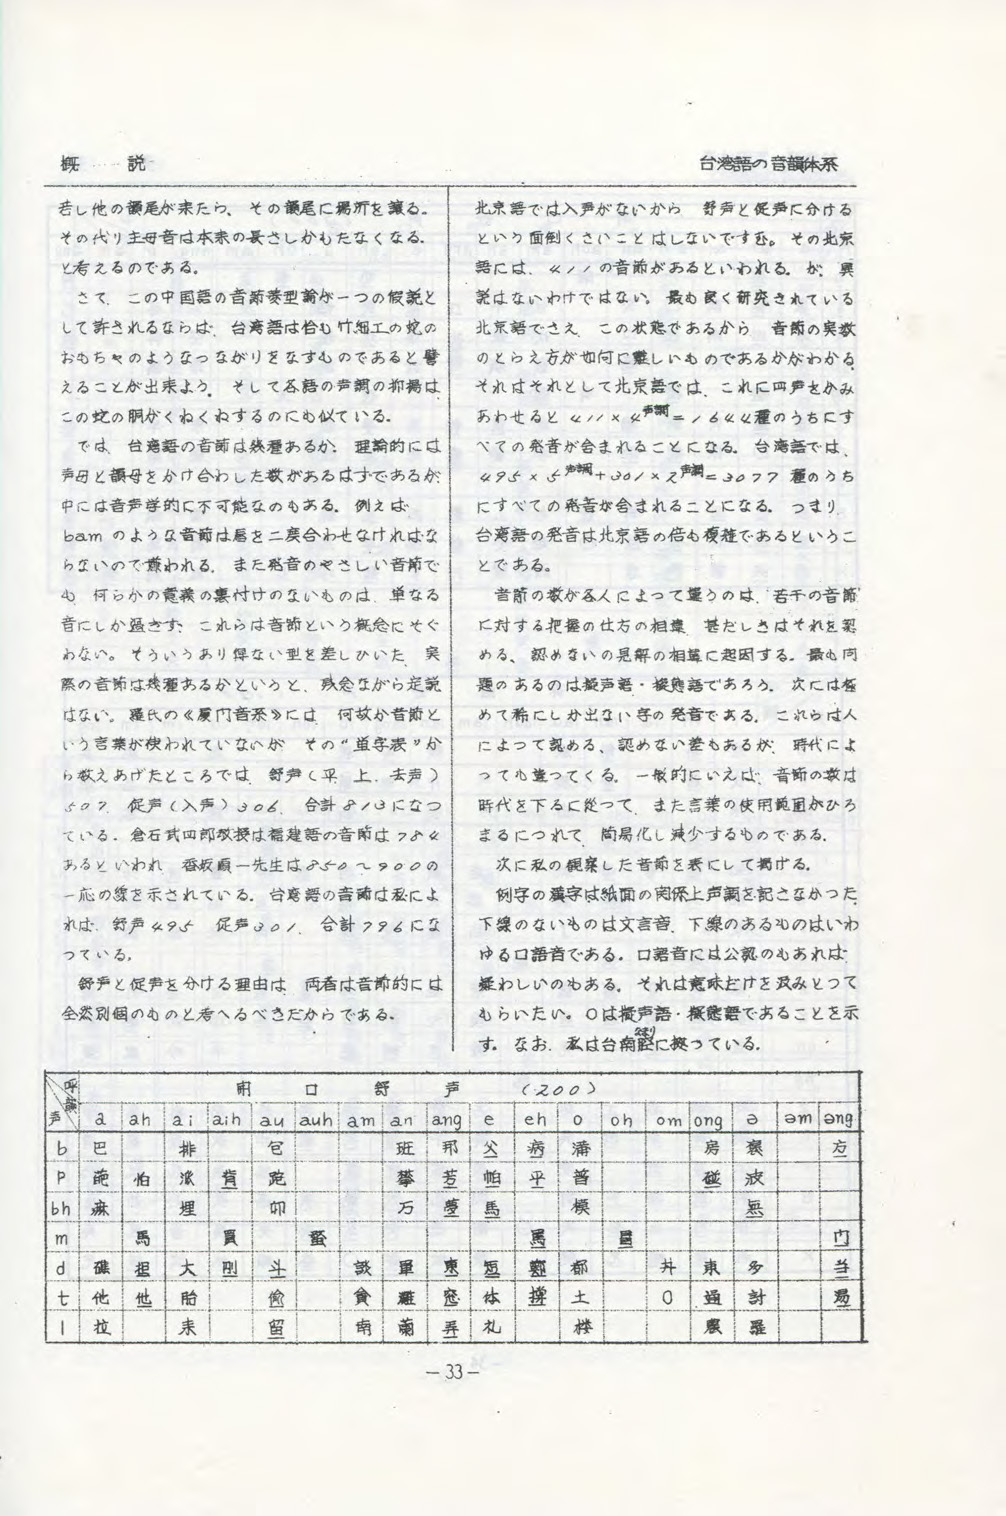 概……説
台湾語の音韻体系
若し他の韻尾が来たら、その韻尾に場所を譲る。
その代り主母音は本来の長さしかもたなくなる.
と考えるのである。
さて、この中国語の音節模型論が一つの仮説と
して許されるならば、台湾語は恰も竹細工の蛇の
おもちゃのようなつながりをなすものであると譬
えることが出来よう。そして各語の声調の抑揚は
この蛇の胴がくねくねするのにも似ている。
では、台湾語の音節は幾種あるか。理論的には
声母と韻母をかけ合わした数があるはずであるが
中には音声学的に不可能なのもある。例えば
bam のような音節は唇を二度合わせなければな
らないので嫌われる。また発音のやさしい音節で
も、何らかの意義の裏付けのないものは、単なる
音にしか過ぎず、これらは音節という概念にそぐ
わない。そういうあり得ない型を差しひいた、実
際の音節は幾種あるかというと、残念ながら定説
はない。羅氏の《厦門音系》には、何故か音節と
いう言葉が使われていないが、その“単字表”か
ら数えあげたところでは、舒声(平、上、去声)
507、促声(入声)306、合計813になつ
ている. 倉石武四郎教授は福建語の音節は784
あるといわれ、香坂順一先生は850~900の
一応の線を示されている。台湾語の音節は私によ
れば、舒声495、促声301、合計796にな
つている。
舒声と促声を分ける理由は、両者は音節的には
全然別個のものと考へるべきだからである。
北京語では入声がないから、舒声と促声に分ける
という面倒くさいことはしないですむ。その北京
語には、411の音節があるといわれる。が、異
説はないわけではない。最も良く研究されている
北京語でさえ、この状態であるから、音節の実数
のとらえ方が如何に難しいものであるかがわかる。
それはそれとして北京語では、これに四声をかみ
あわせると 411×4声調=1644種のうちにす
べての発音が含まれることになる。台湾語では、
495×5声調+301×2声調=3077 種のうち
にすべての発音が含まれることになる。つまり、
台湾語の発音は北京語の倍も複雑であるというこ
とである。
音節の数が各人によって違うのは、若干の音節
に対する把握の仕方の相違、甚だしきはそれを認
める、認めないの見解の相違に起因する。最も問
題のあるのは擬声語・擬態語であろう。次には極
めて稀にしか出ない字の発音である。これらは人
によって認める、認めない差もあるが、時代によ
っても違ってくる。一般的にいえば、音節の数は
時代を下るに従って、また言葉の使用範囲がひろ
まるにつれて、簡易化し減少するものである。
次に私の観察した音節を表にして掲げる。
例字の漢字は紙面の関係上声調を記さなかった。
下線のないものは文言音、下線のあるものはいわ
ゆる口語音である。口語音には公認のもあれば
疑わしいのもある。それは意味だけを汲みとって
もらいたい。Oは擬声語・擬態語であることを示
す。なお、私は台南腔に拠っている.
呼 韻 声 開口舒声 (200)
a ah ai aih au auh am an ang e eh o oh om ong ə əm əng
b 巴 排 包 班 邦 父 病 溥 房 褒 方
p 葩 怕 派 背 跑 攀 芳 帕 平 普 碰 波
bh 麻 埋 卯 万 夢 馬 模 無
m 馬 買 罵 冒 门
d 礁 担 大 斗 談 単 東 短 鄭 都 丼 東 多 当
t 他 他 胎 偷 貪 灘 窓 体 撑 土 O 通 討 湯
l 拉 来 留 南 蘭 弄 礼 楼 農 羅
－33－